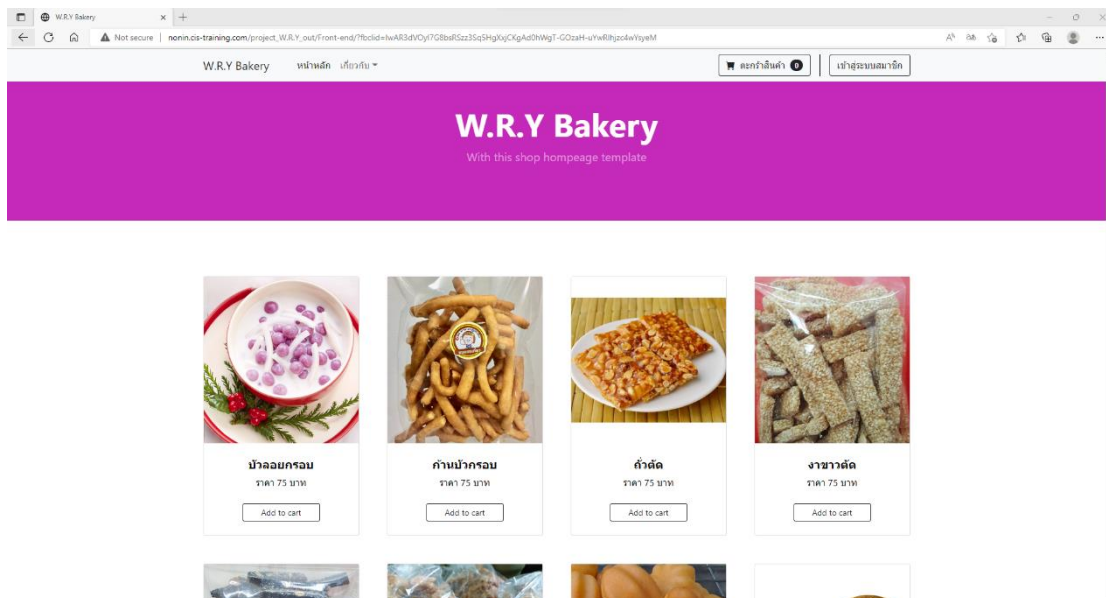 W.R.Y Bakery
Not secure | nonin.cis-training.com/project_W.R.Y_out/Front-end/?fbclid=
W.R.Y Bakery หน้าหลัก เกี่ยวกับ ตะกร้าสินค้า 0 เข้าสู่ระบบสมาชิก
W.R.Y Bakery
With this shop hompeage template
บัวลอยกรอบ ก้านบัวกรอบ ถั่วตัด งาขาวตัด
ราคา 75 บาท ราคา 75 บาท ราคา 75 บาท ราคา 75 บาท
Add to cart Add to cart Add to cart Add to cart